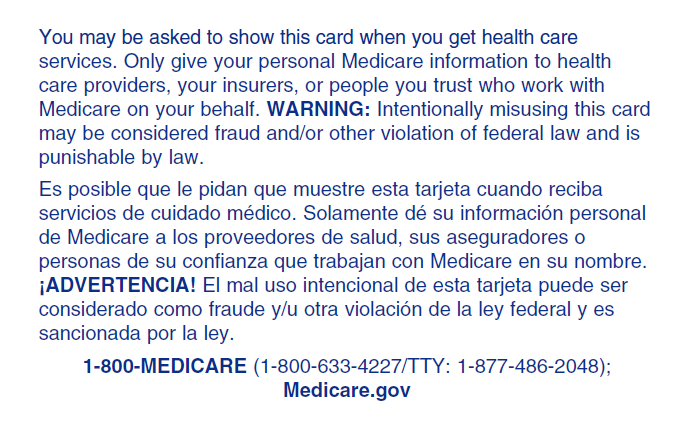 You may be asked to show this card when you get health care
services. Only give your personal Medicare information to health
care providers, your insurers, or people you trust who work with
Medicare on your behalf. WARNING: Intentionally misusing this card
may be considered fraud and/or other violation of federal law and is
punishable by law.
Es posible que le pidan que muestre esta tarjeta cuando reciba
servicios de cuidado médico. Solamente dé su información personal
de Medicare a los proveedores de salud, sus aseguradores o
personas de su confianza que trabajan con Medicare en su nombre.
¡ADVERTENCIA! El mal uso intencional de esta tarjeta puede ser
considerado como fraude y/u otra violación de la ley federal y es
sancionada por la ley.
1-800-MEDICARE (1-800-633-4227/TTY: 1-877-486-2048);
Medicare.gov